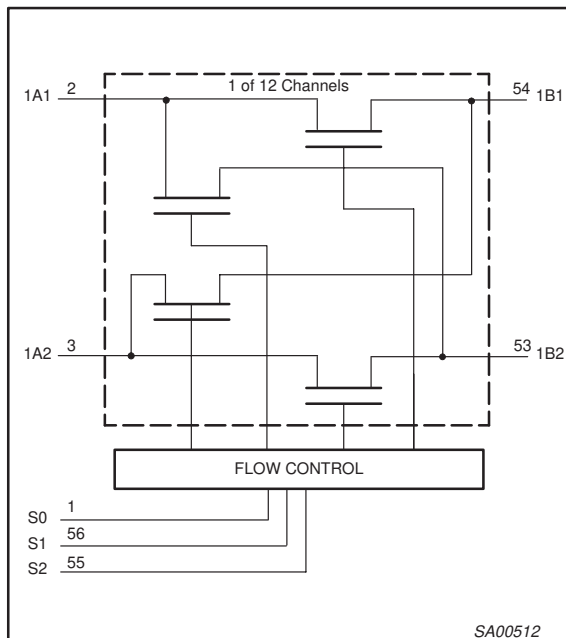 1 of 12 Channels
1A1 2
54 1B1
1A2 3
53 1B2
FLOW CONTROL
S0 1
S1 56
S2 55
SA00512